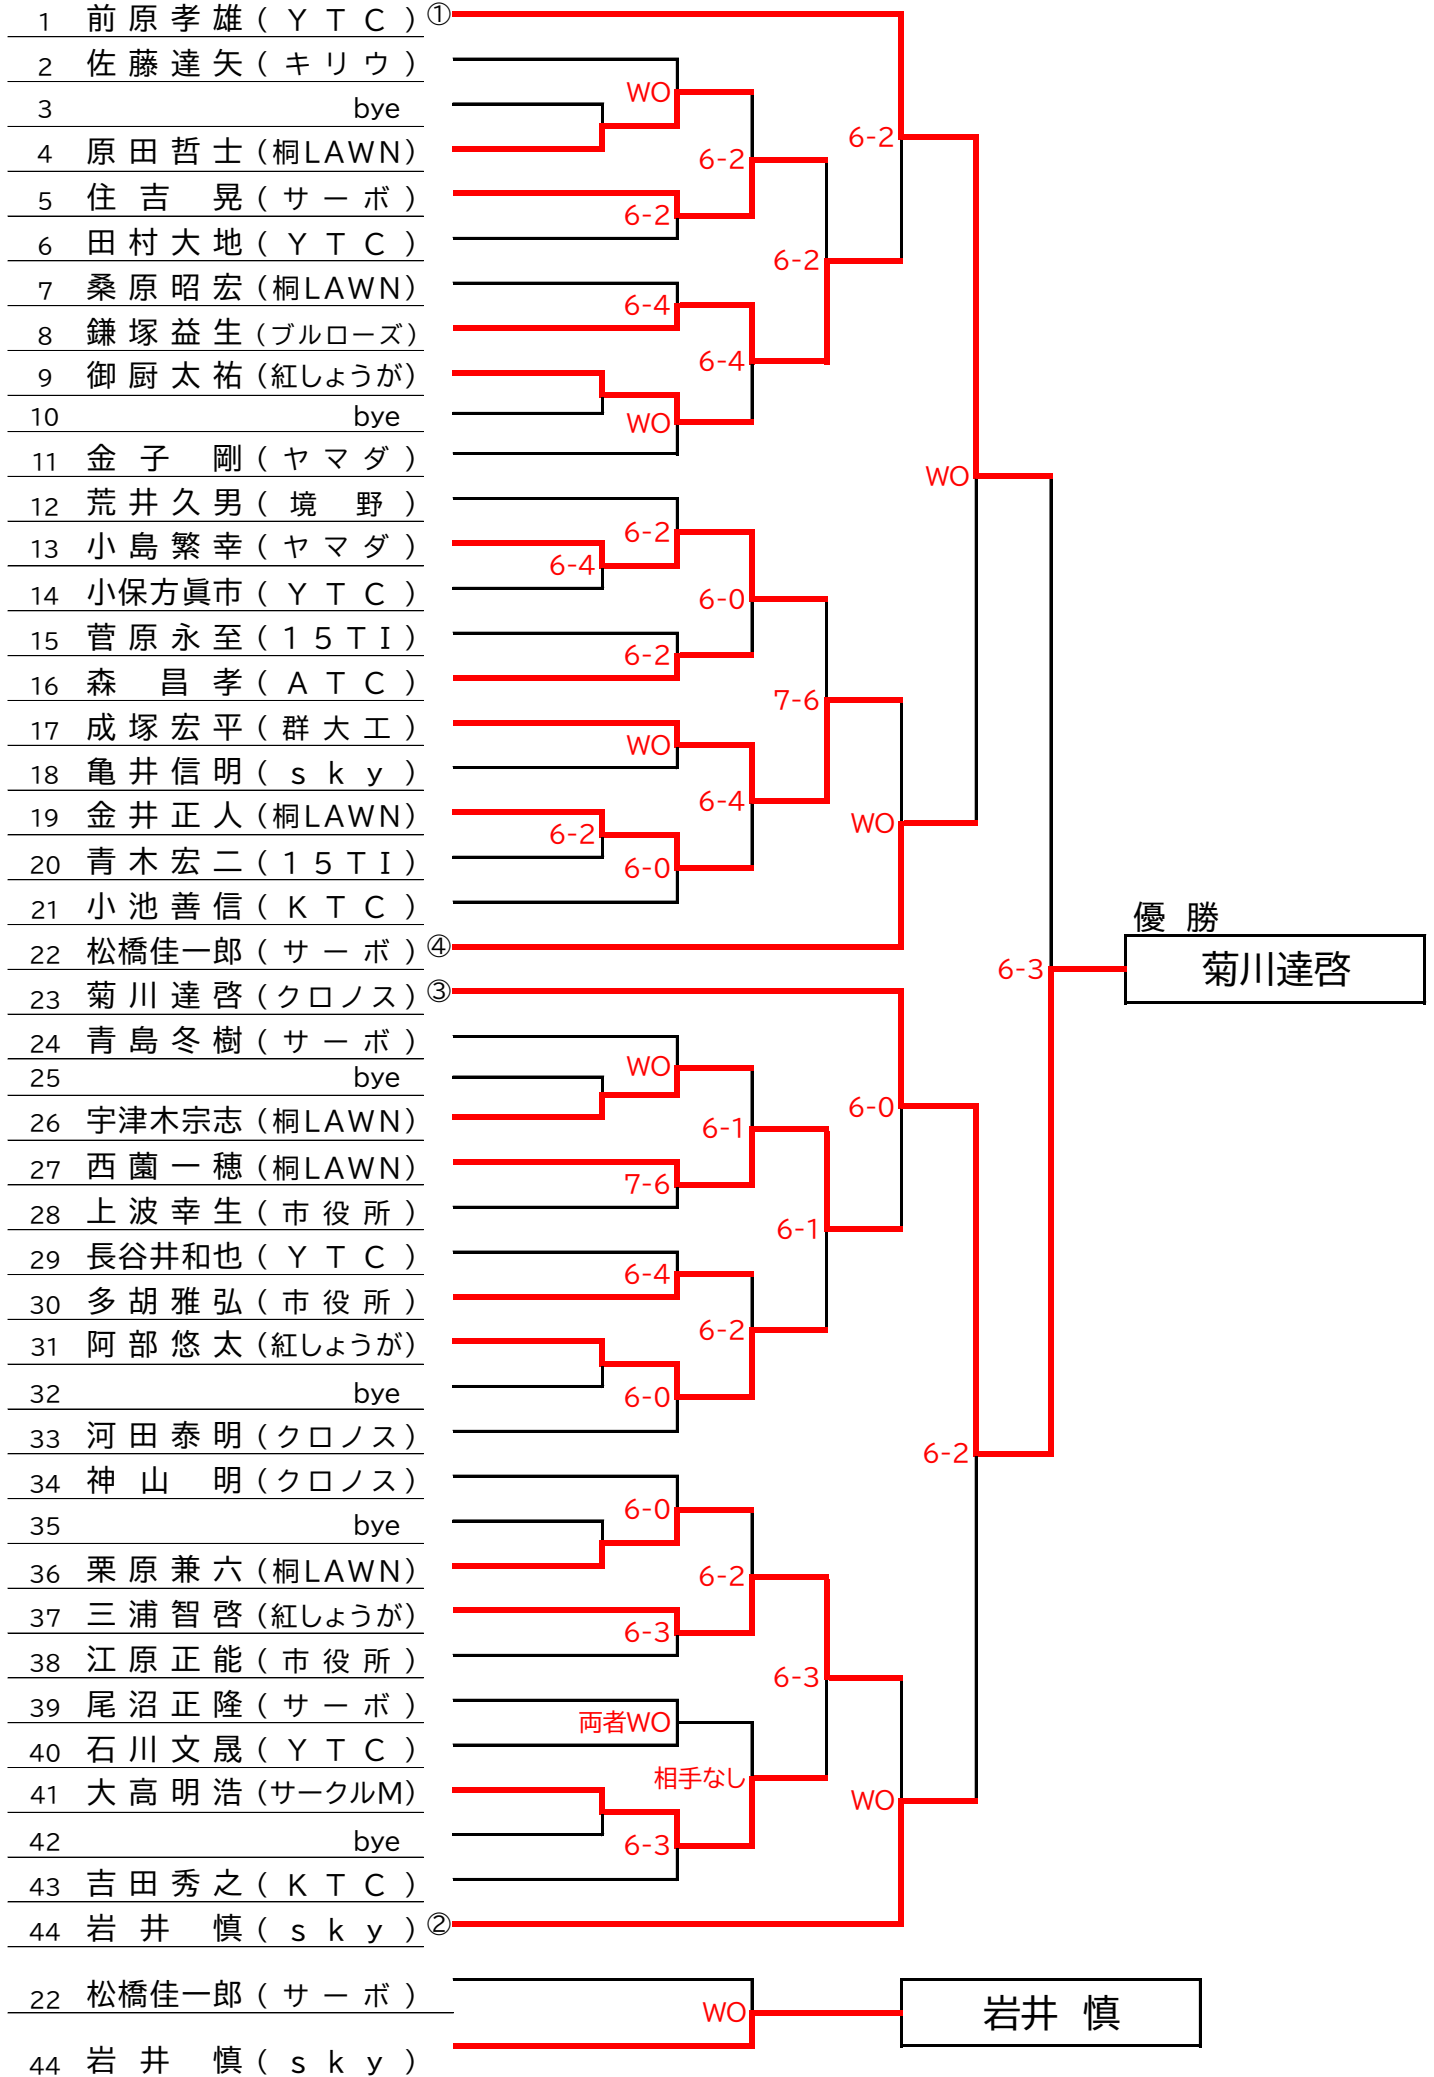 1 前原孝雄(YTC)①
2 佐藤達矢(キリウ)
3 bye
WO
4 原田哲士(桐LAWN)
6-2
6-2
5 住吉 晃(サーボ)
6-2
6 田村大地(YTC)
6-2
7 桑原昭宏(桐LAWN)
6-4
8 鎌塚益生(ブルローズ)
6-4
9 御厨太祐(紅しょうが)
10 bye
WO
11 金子 剛(ヤマダ)
WO
12 荒井久男(境野)
6-2
13 小島繁幸(ヤマダ)
6-4
14 小保方眞市(YTC)
6-0
15 菅原永至(15TI)
6-2
16 森 昌孝(ATC)
7-6
17 成塚宏平(群大工)
WO
18 亀井信明(sky)
6-4
19 金井正人(桐LAWN)
6-2
WO
20 青木宏二(15TI)
6-0
21 小池善信(KTC)
優勝
22 松橋佳一郎(サーボ)④
6-3
菊川達啓
23 菊川達啓(クロノス)③
24 青島冬樹(サーボ)
WO
25 bye
26 宇津木宗志(桐LAWN)
6-1
6-0
27 西薗一穂(桐LAWN)
7-6
28 上波幸生(市役所)
6-1
29 長谷井和也(YTC)
6-4
30 多胡雅弘(市役所)
6-2
31 阿部悠太(紅しょうが)
32 bye
6-0
33 河田泰明(クロノス)
6-2
34 神山 明(クロノス)
6-0
35 bye
36 栗原兼六(桐LAWN)
6-2
37 三浦智啓(紅しょうが)
6-3
38 江原正能(市役所)
6-3
39 尾沼正隆(サーボ)
両者WO
40 石川文晟(YTC)
相手なし
41 大高明浩(サークルM)
WO
42 bye
6-3
43 吉田秀之(KTC)
44 岩井 慎(sky)②
22 松橋佳一郎(サーボ)
WO
岩井 慎
44 岩井 慎(sky)